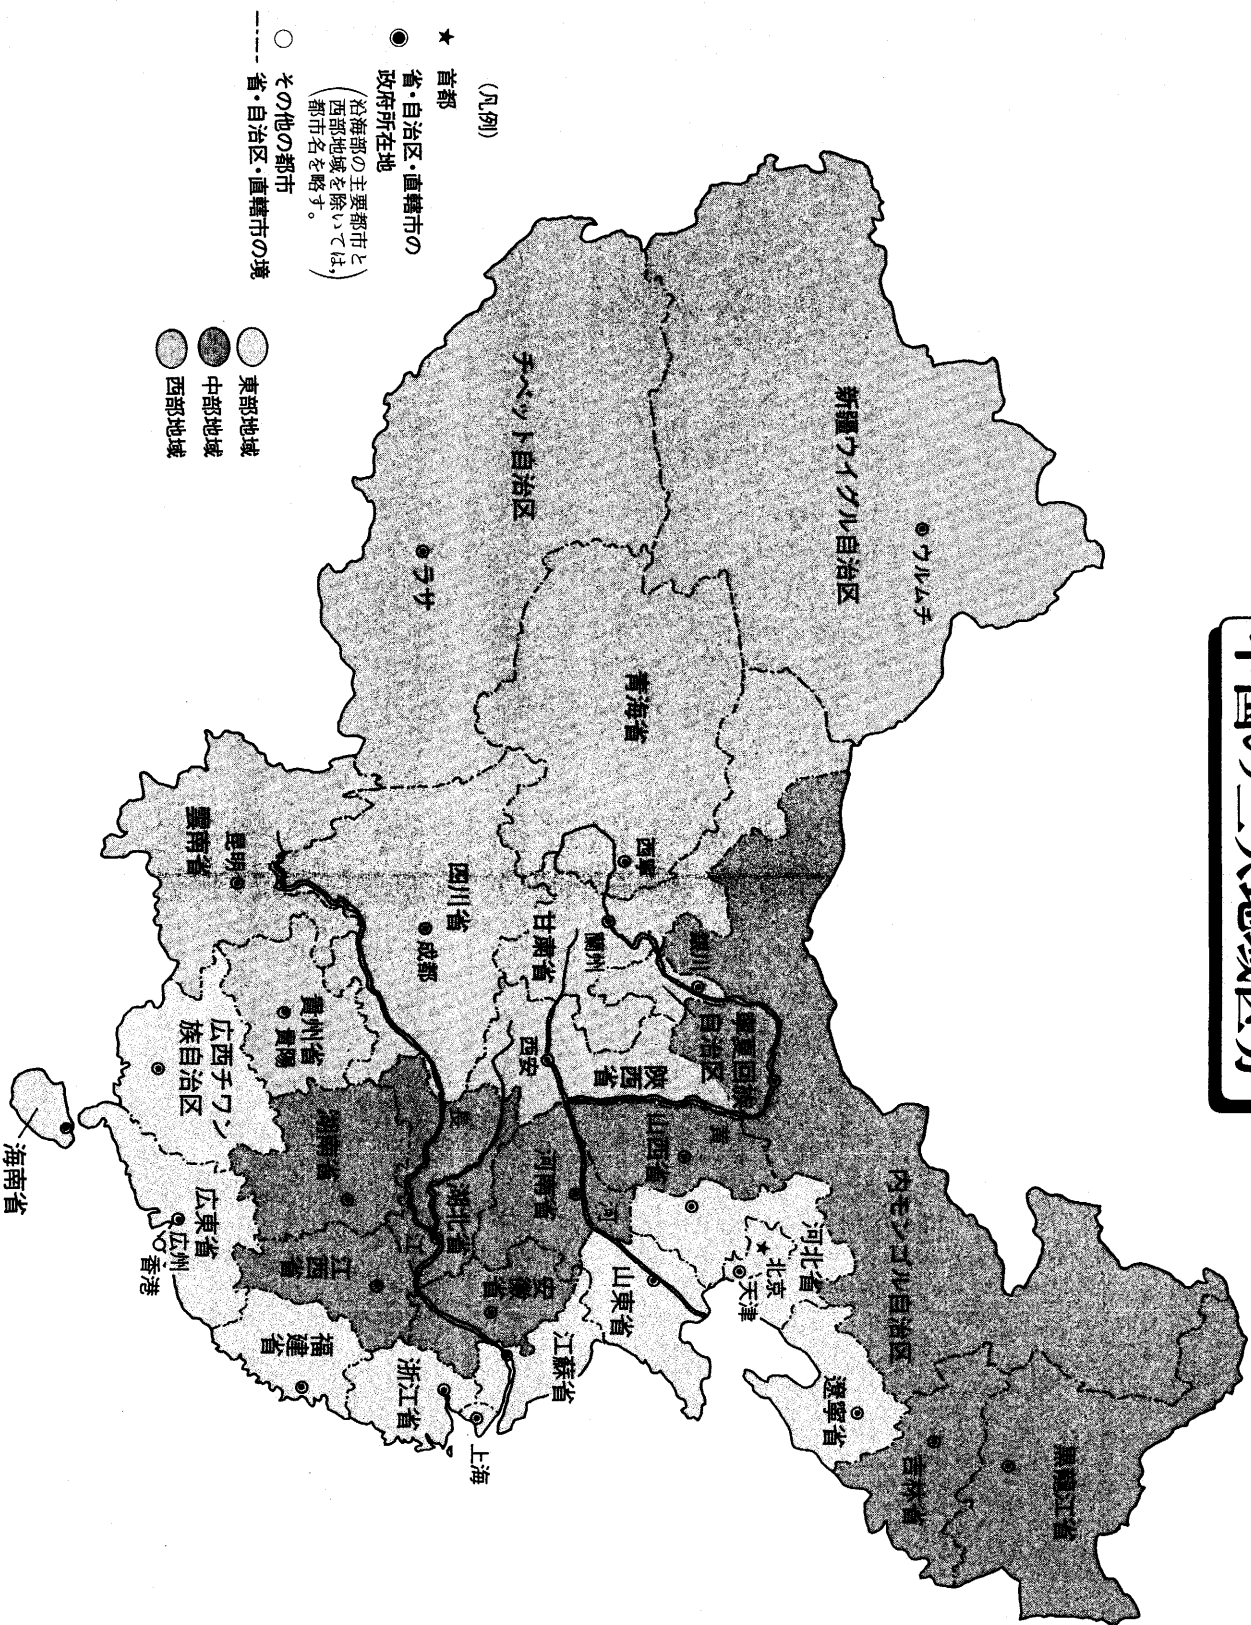 (凡例)
★ 首都
◉ 省・自治区・直轄市の
政府所在地
(沿海部の主要都市と
西部地域を除いては,
都市名を略す。)
○ その他の都市
省・自治区・直轄市の境
東部地域
中部地域
西部地域
新疆ウイグル自治区
ウルムチ
チベット自治区
ラサ
青海省
西寧
甘粛省
蘭州
銀川
寧夏回族
自治区
内モンゴル自治区
黒龍江省
吉林省
遼寧省
河北省
北京
天津
山西省
陝西
省
西安
山東省
河南省
黄
河
江蘇省
安徽
省
上海
浙江省
湖北省
長
江
四川省
成都
貴州省
貴陽
雲南省
昆明
湖南省
江西
省
福建
省
広西チワン
族自治区
広東省
広州
香港
海南省